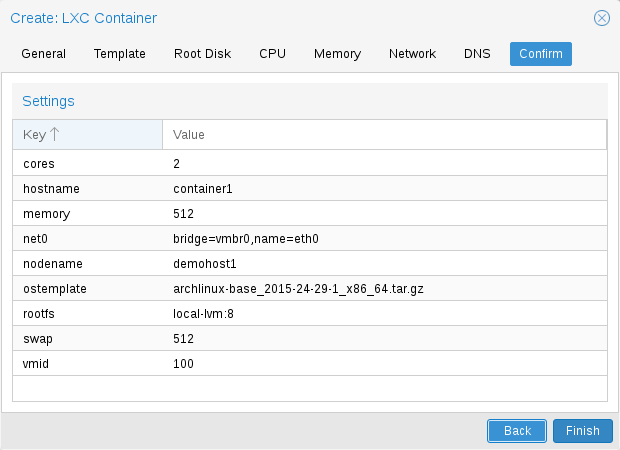 Create: LXC Container
General Template Root Disk CPU Memory Network DNS Confirm
Settings
Key Value
cores 2
hostname container1
memory 512
net0 bridge=vmbr0,name=eth0
nodename demohost1
ostemplate archlinux-base_2015-24-29-1_x86_64.tar.gz
rootfs local-lvm:8
swap 512
vmid 100
Back Finish